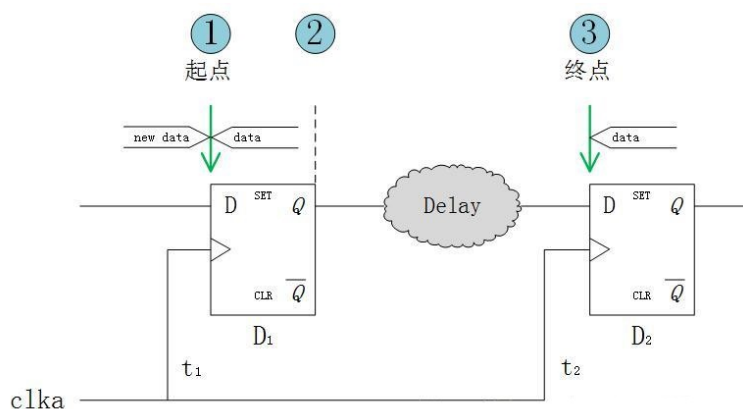 ① ② ③
起点 终点
new data data data
D SET Q Delay D SET Q
CLR Q CLR Q
D₁ D₂
t₁ t₂
clka